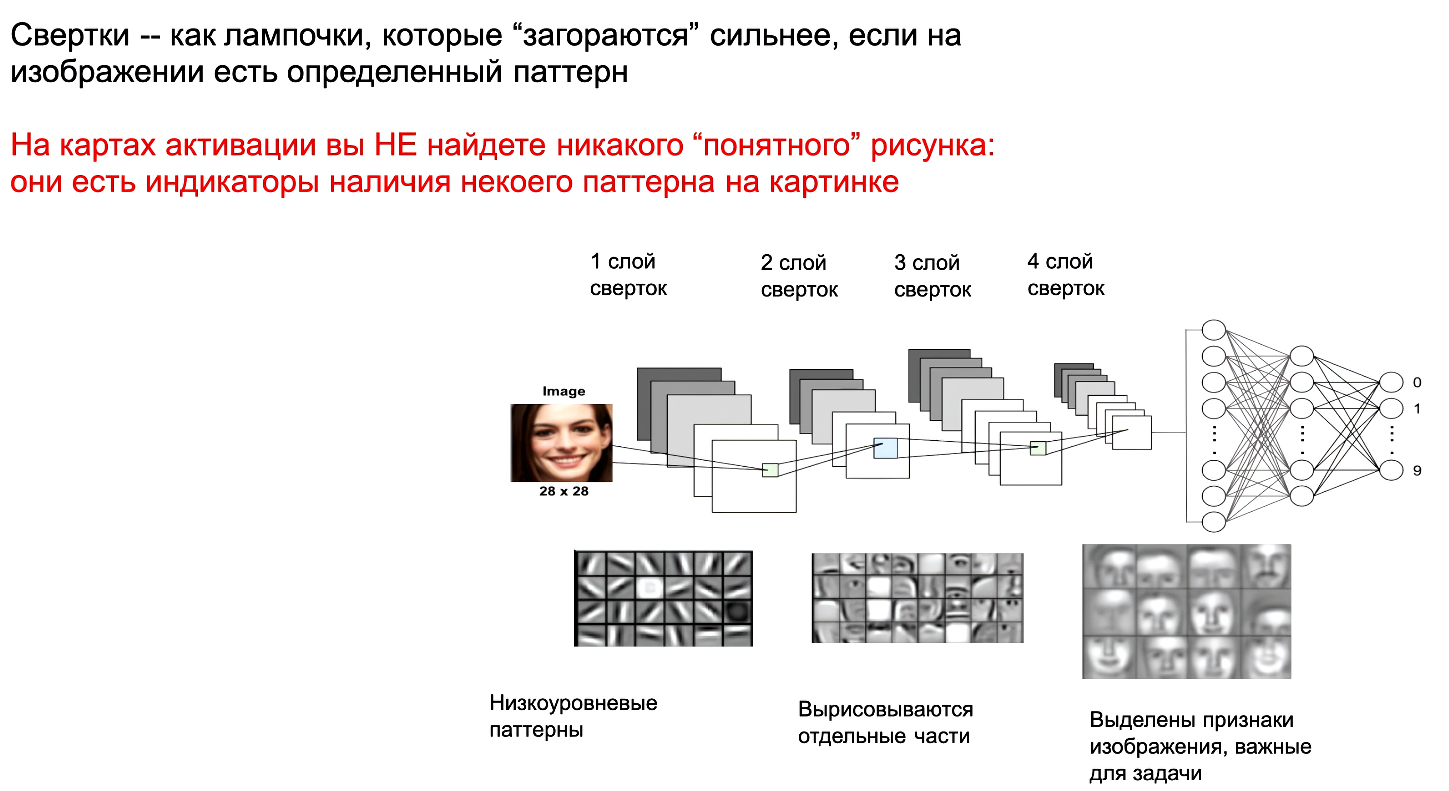 Свертки -- как лампочки, которые “загораются” сильнее, если на
изображении есть определенный паттерн
На картах активации вы НЕ найдете никакого “понятного” рисунка:
они есть индикаторы наличия некоего паттерна на картинке
1 слой
сверток
2 слой
сверток
3 слой
сверток
4 слой
сверток
Image
28 x 28
0
1
9
Низкоуровневые
паттерны
Вырисовываются
отдельные части
Выделены признаки
изображения, важные
для задачи